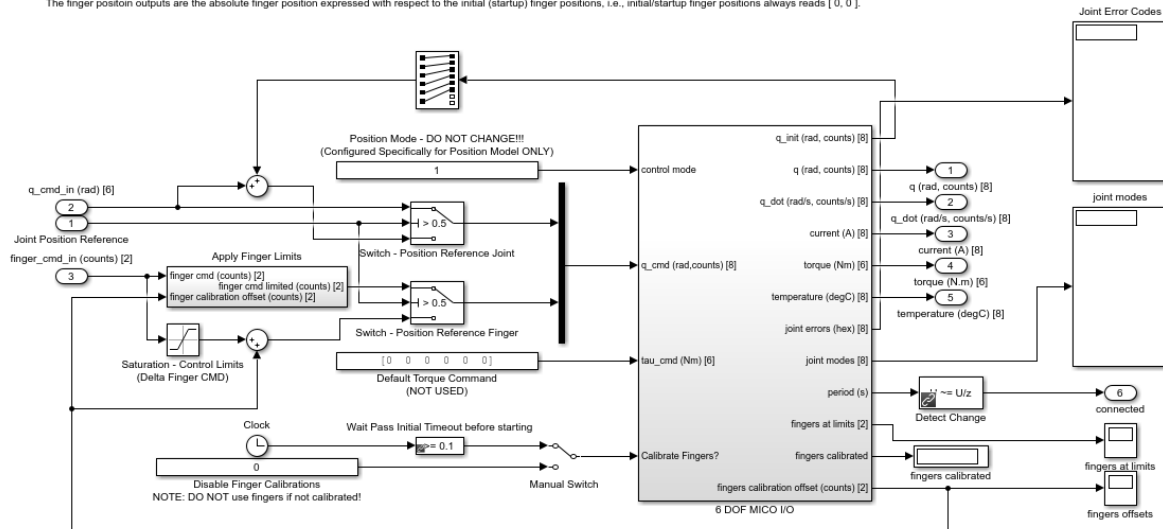 The finger positoin outputs are the absolute finger position expressed with respect to the initial (startup) finger positions, i.e., initial/startup finger positions always reads [ 0, 0 ].
Joint Error Codes
Position Mode - DO NOT CHANGE!!!
(Configured Specifically for Position Model ONLY)
1
q_cmd_in (rad) [6]
2
1
Joint Position Reference
finger_cmd_in (counts) [2]
3
> 0.5
Switch - Position Reference Joint
Apply Finger Limits
finger cmd (counts) [2]
finger cmd limited (counts) [2]
finger calibration offset (counts) [2]
> 0.5
Switch - Position Reference Finger
Saturation - Control Limits
(Delta Finger CMD)
[ 0 0 0 0 0 0 ]
Default Torque Command
(NOT USED)
Clock
Wait Pass Initial Timeout before starting
>= 0.1
0
Disable Finger Calibrations
NOTE: DO NOT use fingers if not calibrated!
Manual Switch
control mode
q_cmd (rad,counts) [8]
tau_cmd (Nm) [6]
Calibrate Fingers?
q_init (rad, counts) [8]
q (rad, counts) [8]
q_dot (rad/s, counts/s) [8]
current (A) [8]
torque (Nm) [6]
temperature (degC) [8]
joint errors (hex) [8]
joint modes [8]
period (s)
fingers at limits [2]
fingers calibrated
fingers calibration offset (counts) [2]
6 DOF MICO I/O
1
q (rad, counts) [8]
2
q_dot (rad/s, counts/s) [8]
3
current (A) [8]
4
torque (N.m) [6]
5
temperature (degC) [8]
joint modes
~= U/z
Detect Change
6
connected
fingers calibrated
fingers at limits
fingers offsets